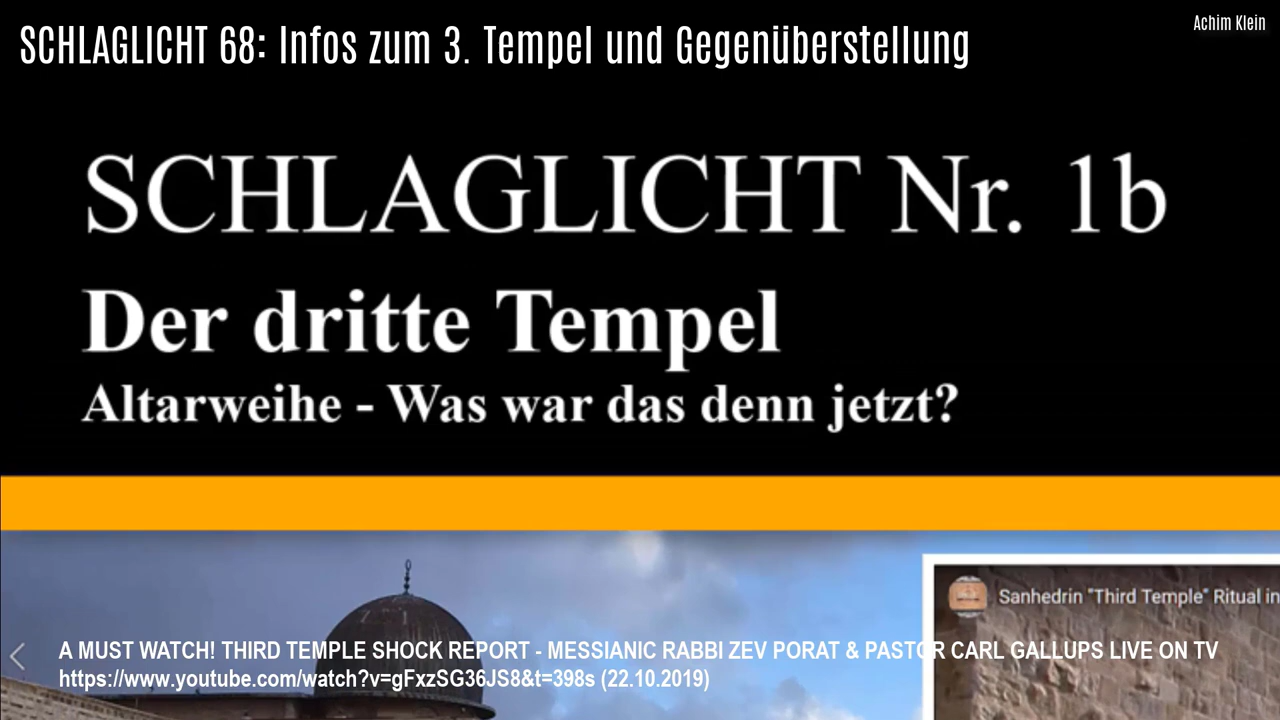 SCHLAGLICHT 68: Infos zum 3. Tempel und Gegenüberstellung
Achim Klein
SCHLAGLICHT Nr. 1b
Der dritte Tempel
Altarweihe - Was war das denn jetzt?
Sanhedrin "Third Temple" Ritual in
A MUST WATCH! THIRD TEMPLE SHOCK REPORT - MESSIANIC RABBI ZEV PORAT & PASTOR CARL GALLUPS LIVE ON TV
https://www.youtube.com/watch?v=gFxzSG36JS8&t=398s (22.10.2019)